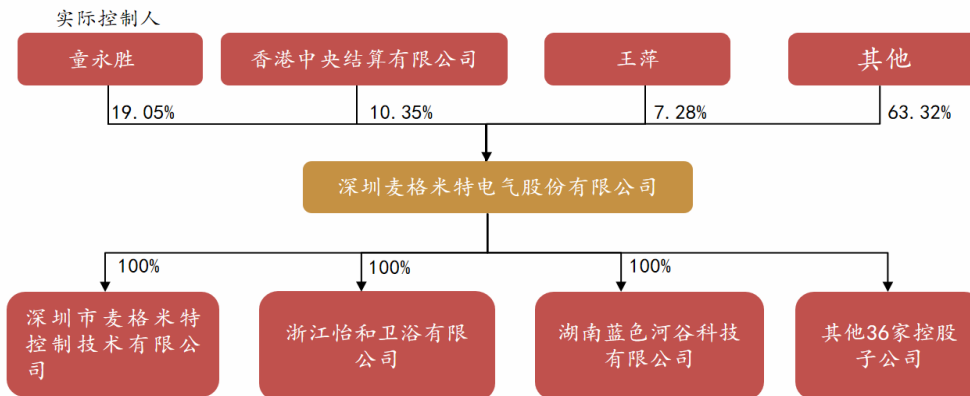 实际控制人
童永胜
香港中央结算有限公司
王萍
其他
19.05%
10.35%
7.28%
63.32%
深圳麦格米特电气股份有限公司
100%
100%
100%
深圳市麦格米特
控制技术有限公
司
浙江怡和卫浴有限
公司
湖南蓝色河谷科技
有限公司
其他36家控股
子公司